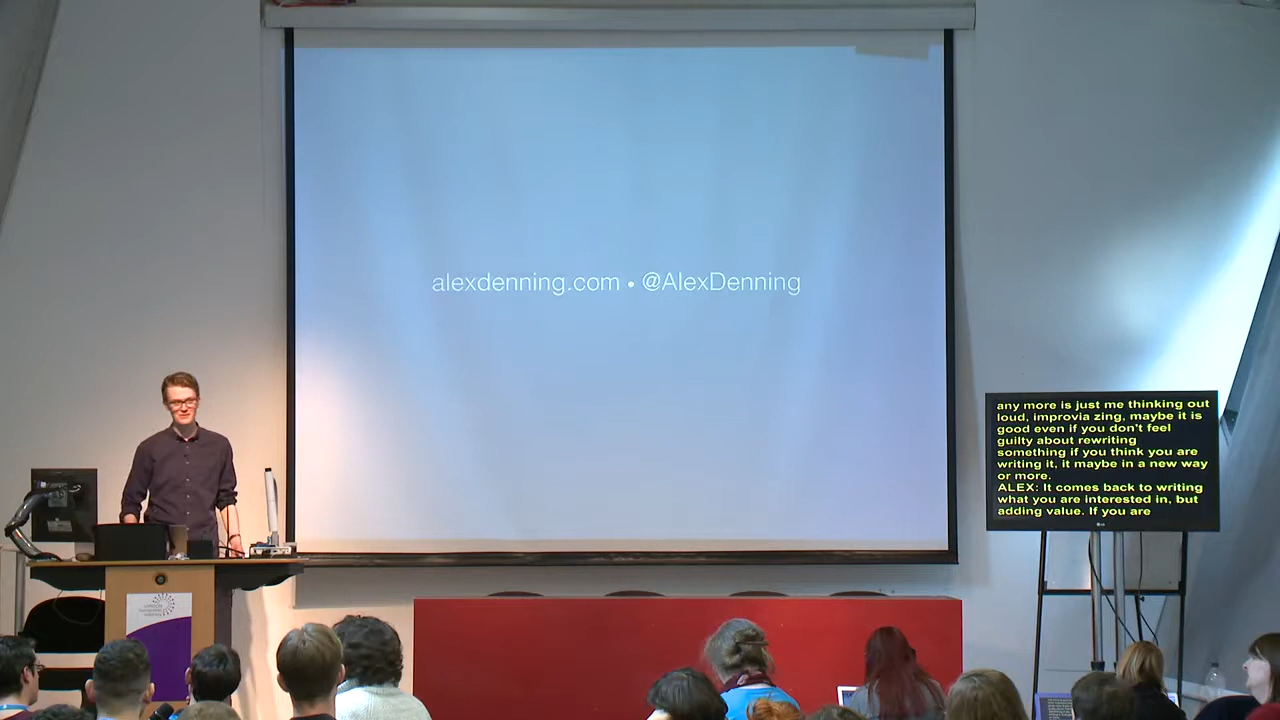 alexdenning.com • @AlexDenning
any more is just me thinking out
loud, improvia zing, maybe it is
good even if you don't feel
guilty about rewriting
something if you think you are
writing it, it maybe in a new way
or more.
ALEX: It comes back to writing
what you are interested in, but
adding value. If you are
LG